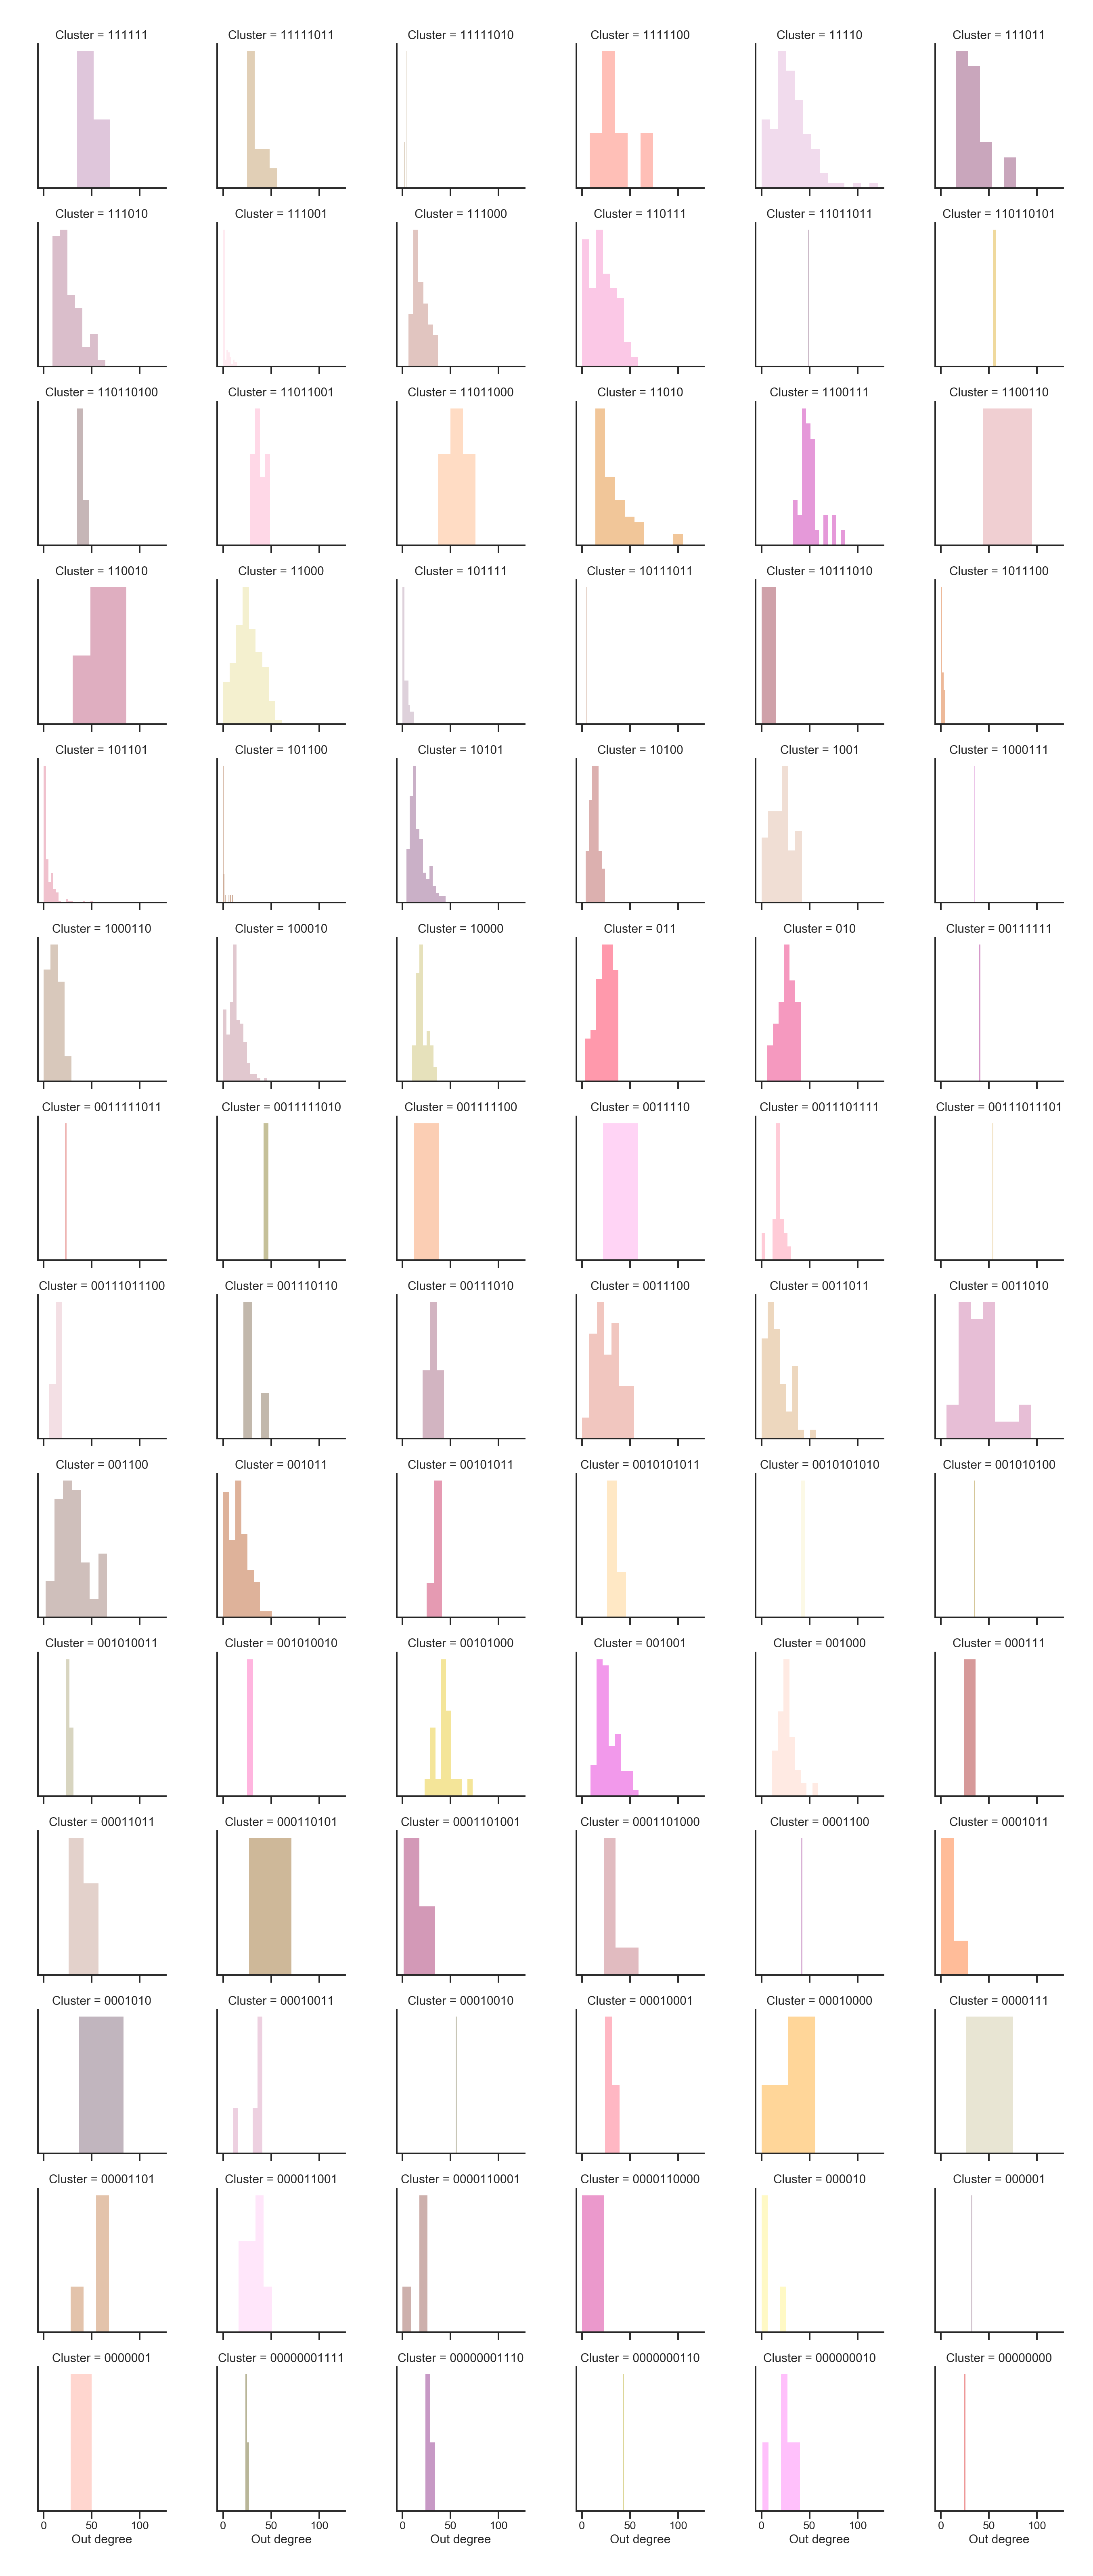 Cluster = 111111 Cluster = 11111011 Cluster = 11111010 Cluster = 1111100 Cluster = 11110 Cluster = 111011
Cluster = 111010 Cluster = 111001 Cluster = 111000 Cluster = 110111 Cluster = 11011011 Cluster = 110110101
Cluster = 110110100 Cluster = 11011001 Cluster = 11011000 Cluster = 11010 Cluster = 1100111 Cluster = 1100110
Cluster = 110010 Cluster = 11000 Cluster = 101111 Cluster = 10111011 Cluster = 10111010 Cluster = 1011100
Cluster = 101101 Cluster = 101100 Cluster = 10101 Cluster = 10100 Cluster = 1001 Cluster = 1000111
Cluster = 1000110 Cluster = 100010 Cluster = 10000 Cluster = 011 Cluster = 010 Cluster = 00111111
Cluster = 0011111011 Cluster = 0011111010 Cluster = 001111100 Cluster = 0011110 Cluster = 0011101111 Cluster = 00111011101
Cluster = 00111011100 Cluster = 001110110 Cluster = 00111010 Cluster = 0011100 Cluster = 0011011 Cluster = 0011010
Cluster = 001100 Cluster = 001011 Cluster = 00101011 Cluster = 0010101011 Cluster = 0010101010 Cluster = 001010100
Cluster = 001010011 Cluster = 001010010 Cluster = 00101000 Cluster = 001001 Cluster = 001000 Cluster = 000111
Cluster = 00011011 Cluster = 000110101 Cluster = 0001101001 Cluster = 0001101000 Cluster = 0001100 Cluster = 0001011
Cluster = 0001010 Cluster = 00010011 Cluster = 00010010 Cluster = 00010001 Cluster = 00010000 Cluster = 0000111
Cluster = 00001101 Cluster = 000011001 Cluster = 0000110001 Cluster = 0000110000 Cluster = 000010 Cluster = 000001
Cluster = 0000001 Cluster = 00000001111 Cluster = 00000001110 Cluster = 0000000110 Cluster = 000000010 Cluster = 00000000
0 50 100 0 50 100 0 50 100 0 50 100 0 50 100 0 50 100
Out degree Out degree Out degree Out degree Out degree Out degree